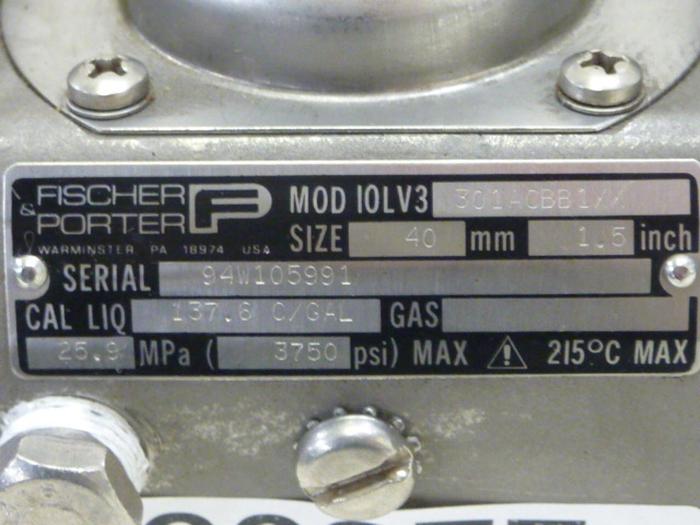 FISCHER & PORTER
WARMINSTER, PA 18974 USA
MOD 10LV3 301ACBB1XX
SIZE 40 mm 1.5 inch
SERIAL 94W105991
CAL LIQ 137.6 C/GAL GAS
25.9 MPa ( 3750 psi) MAX ⚠ 215°C MAX